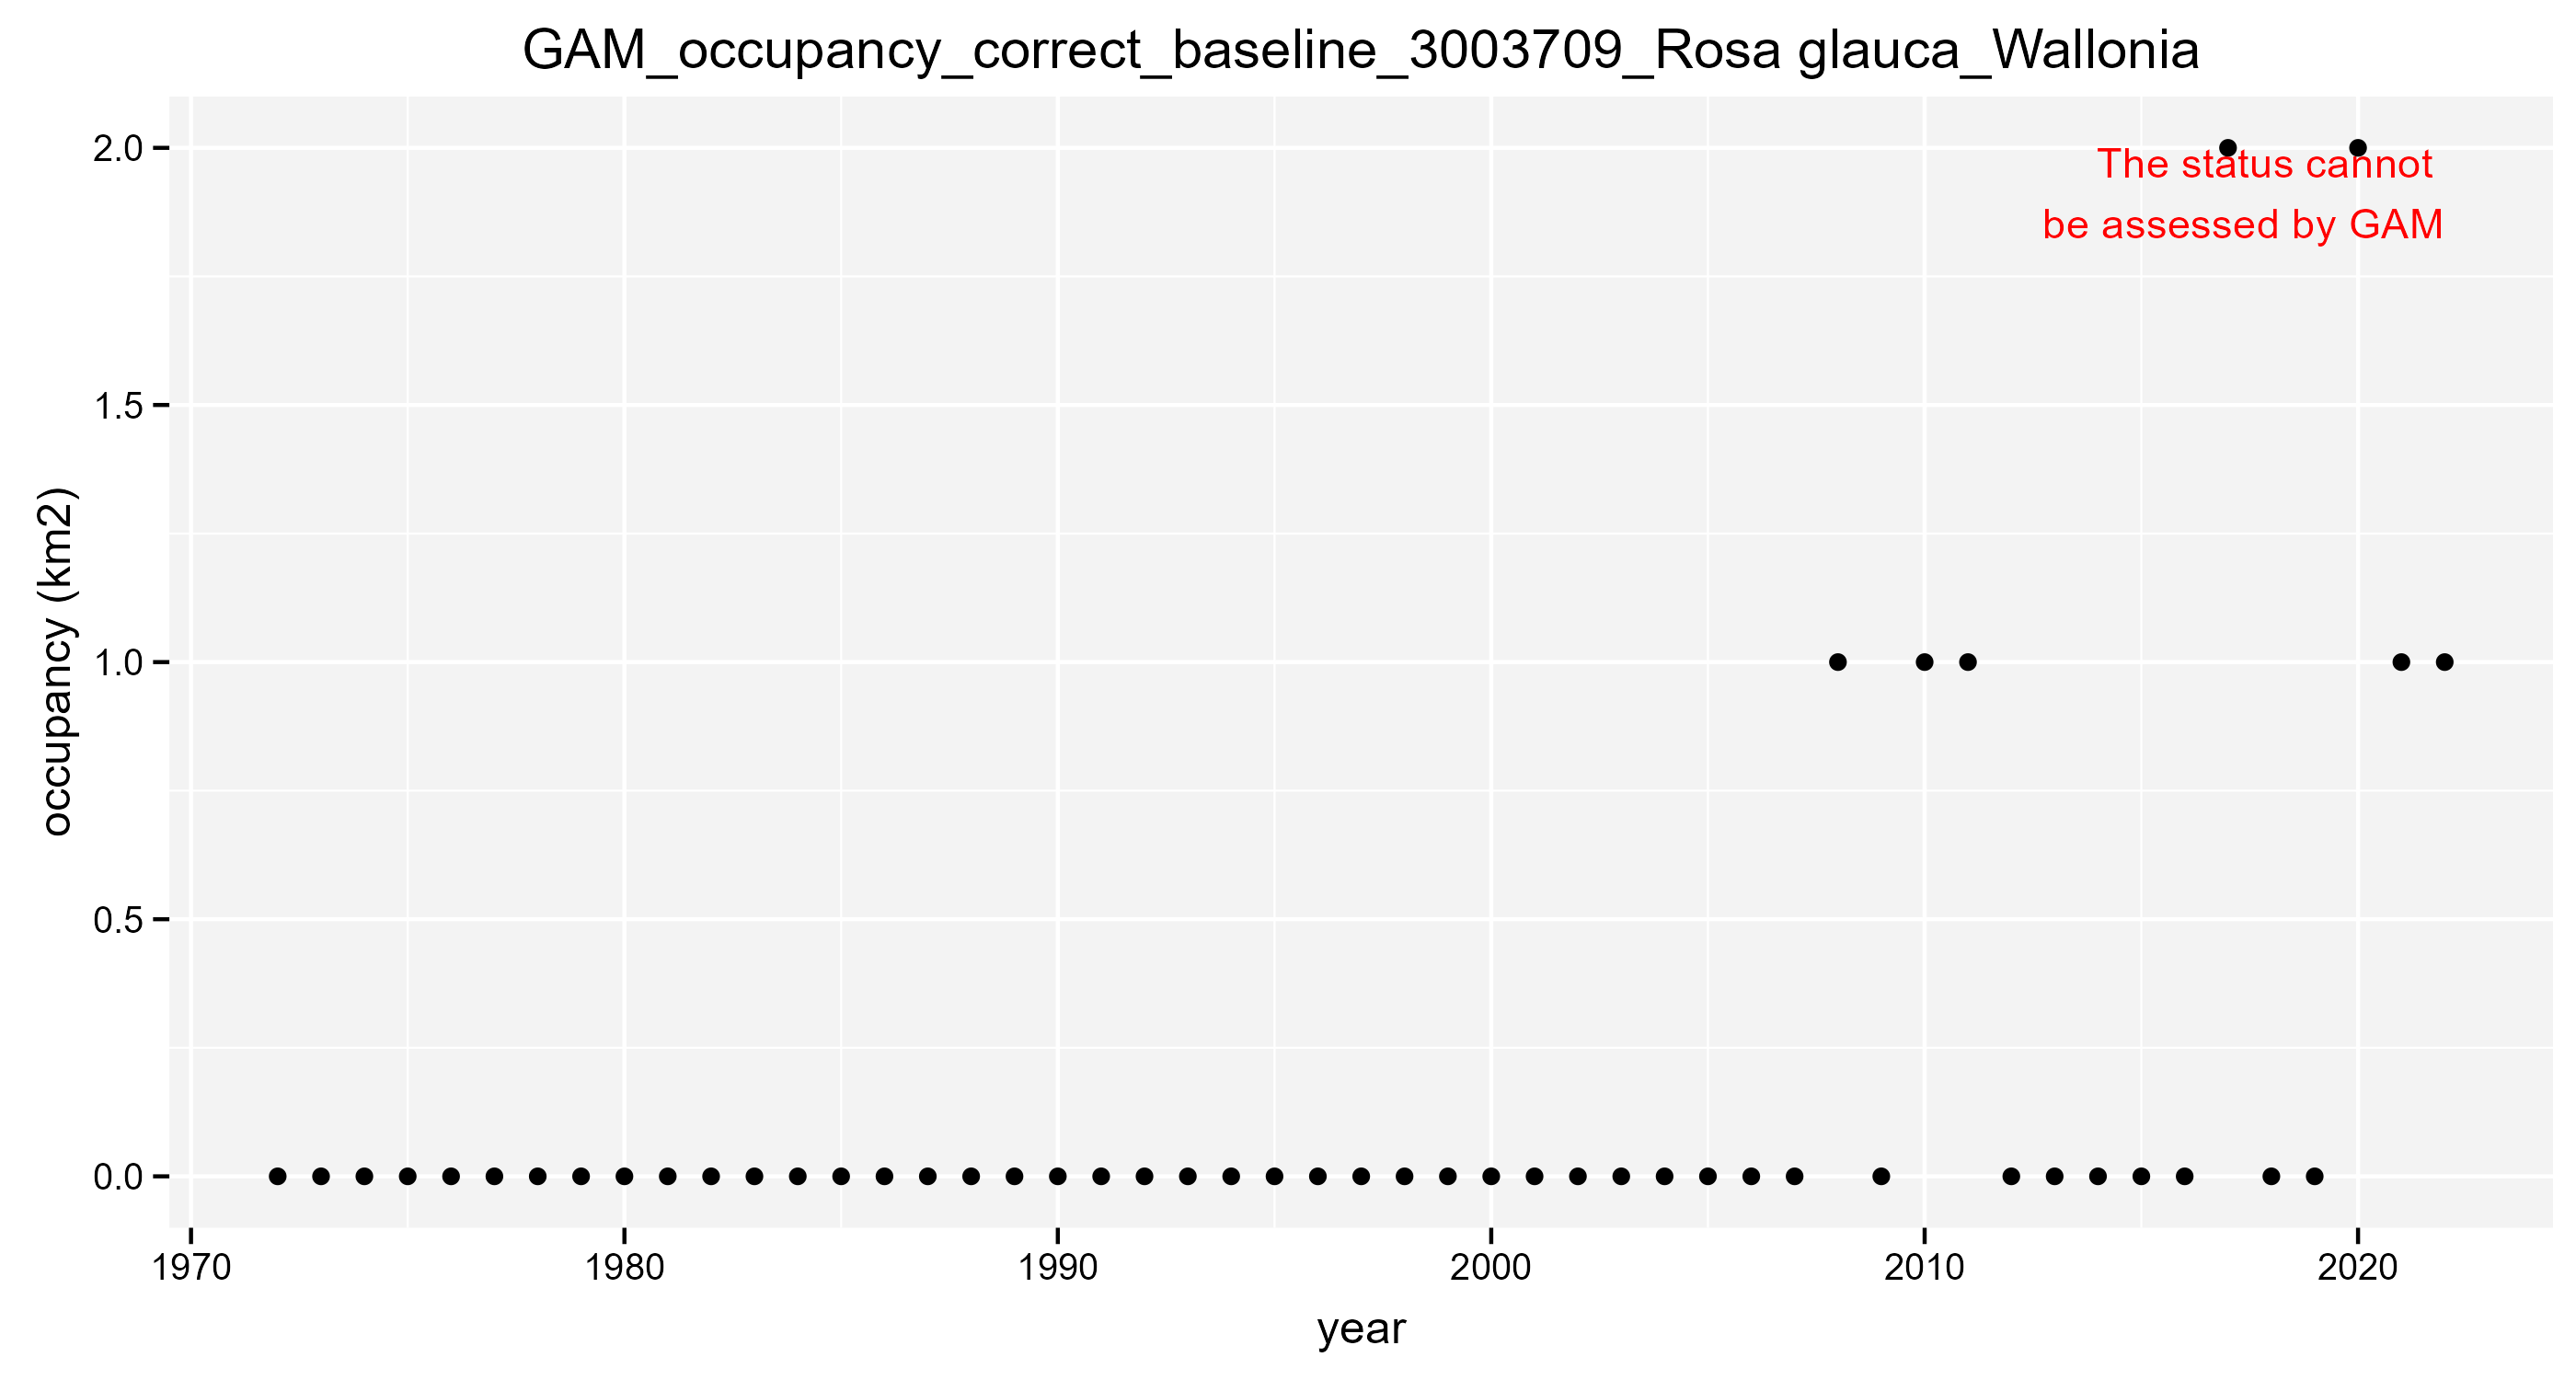 GAM_occupancy_correct_baseline_3003709_Rosa glauca_Wallonia
The status cannot
be assessed by GAM
occupancy (km2)
2.0
1.5
1.0
0.5
0.0
1970 1980 1990 2000 2010 2020
year